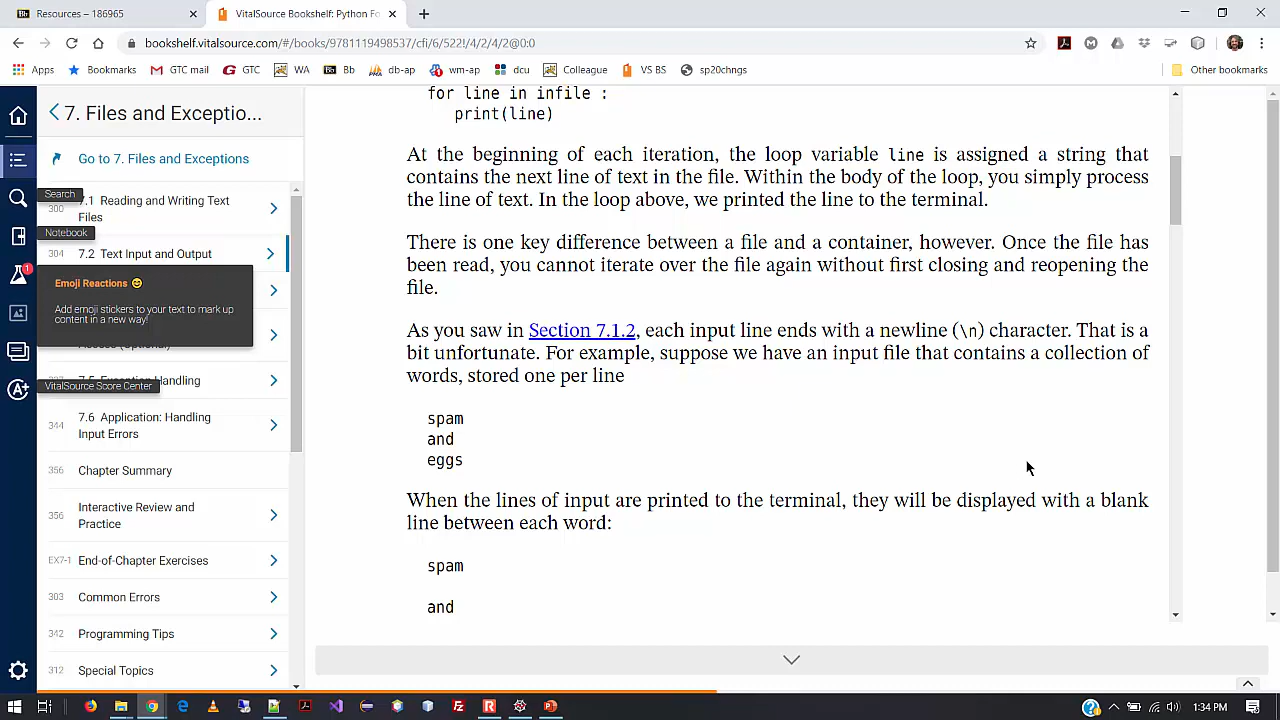 Resources – 186965
VitalSource Bookshelf: Python Fo
bookshelf.vitalsource.com/#/books/9781119498537/cfi/6/522!/4/2/4/2@0:0
Apps
Bookmarks
GTC mail
GTC
WA
Bb
db-ap
wm-ap
dcu
Colleague
VS BS
sp20chngs
Other bookmarks
7. Files and Exceptio...
Go to 7. Files and Exceptions
Search
300
7.1 Reading and Writing Text
Files
Notebook
304
7.2 Text Input and Output
Emoji Reactions
Add emoji stickers to your text to mark up
content in a new way!
1
VitalSource Score Center
344
7.6 Application: Handling
Input Errors
356
Chapter Summary
356
Interactive Review and
Practice
EX7-1
End-of-Chapter Exercises
303
Common Errors
342
Programming Tips
312
Special Topics
for line in infile :
print(line)
At the beginning of each iteration, the loop variable line is assigned a string that
contains the next line of text in the file. Within the body of the loop, you simply process
the line of text. In the loop above, we printed the line to the terminal.
There is one key difference between a file and a container, however. Once the file has
been read, you cannot iterate over the file again without first closing and reopening the
file.
As you saw in Section 7.1.2, each input line ends with a newline (\n) character. That is a
bit unfortunate. For example, suppose we have an input file that contains a collection of
words, stored one per line
spam
and
eggs
When the lines of input are printed to the terminal, they will be displayed with a blank
line between each word:
spam
and
1:34 PM